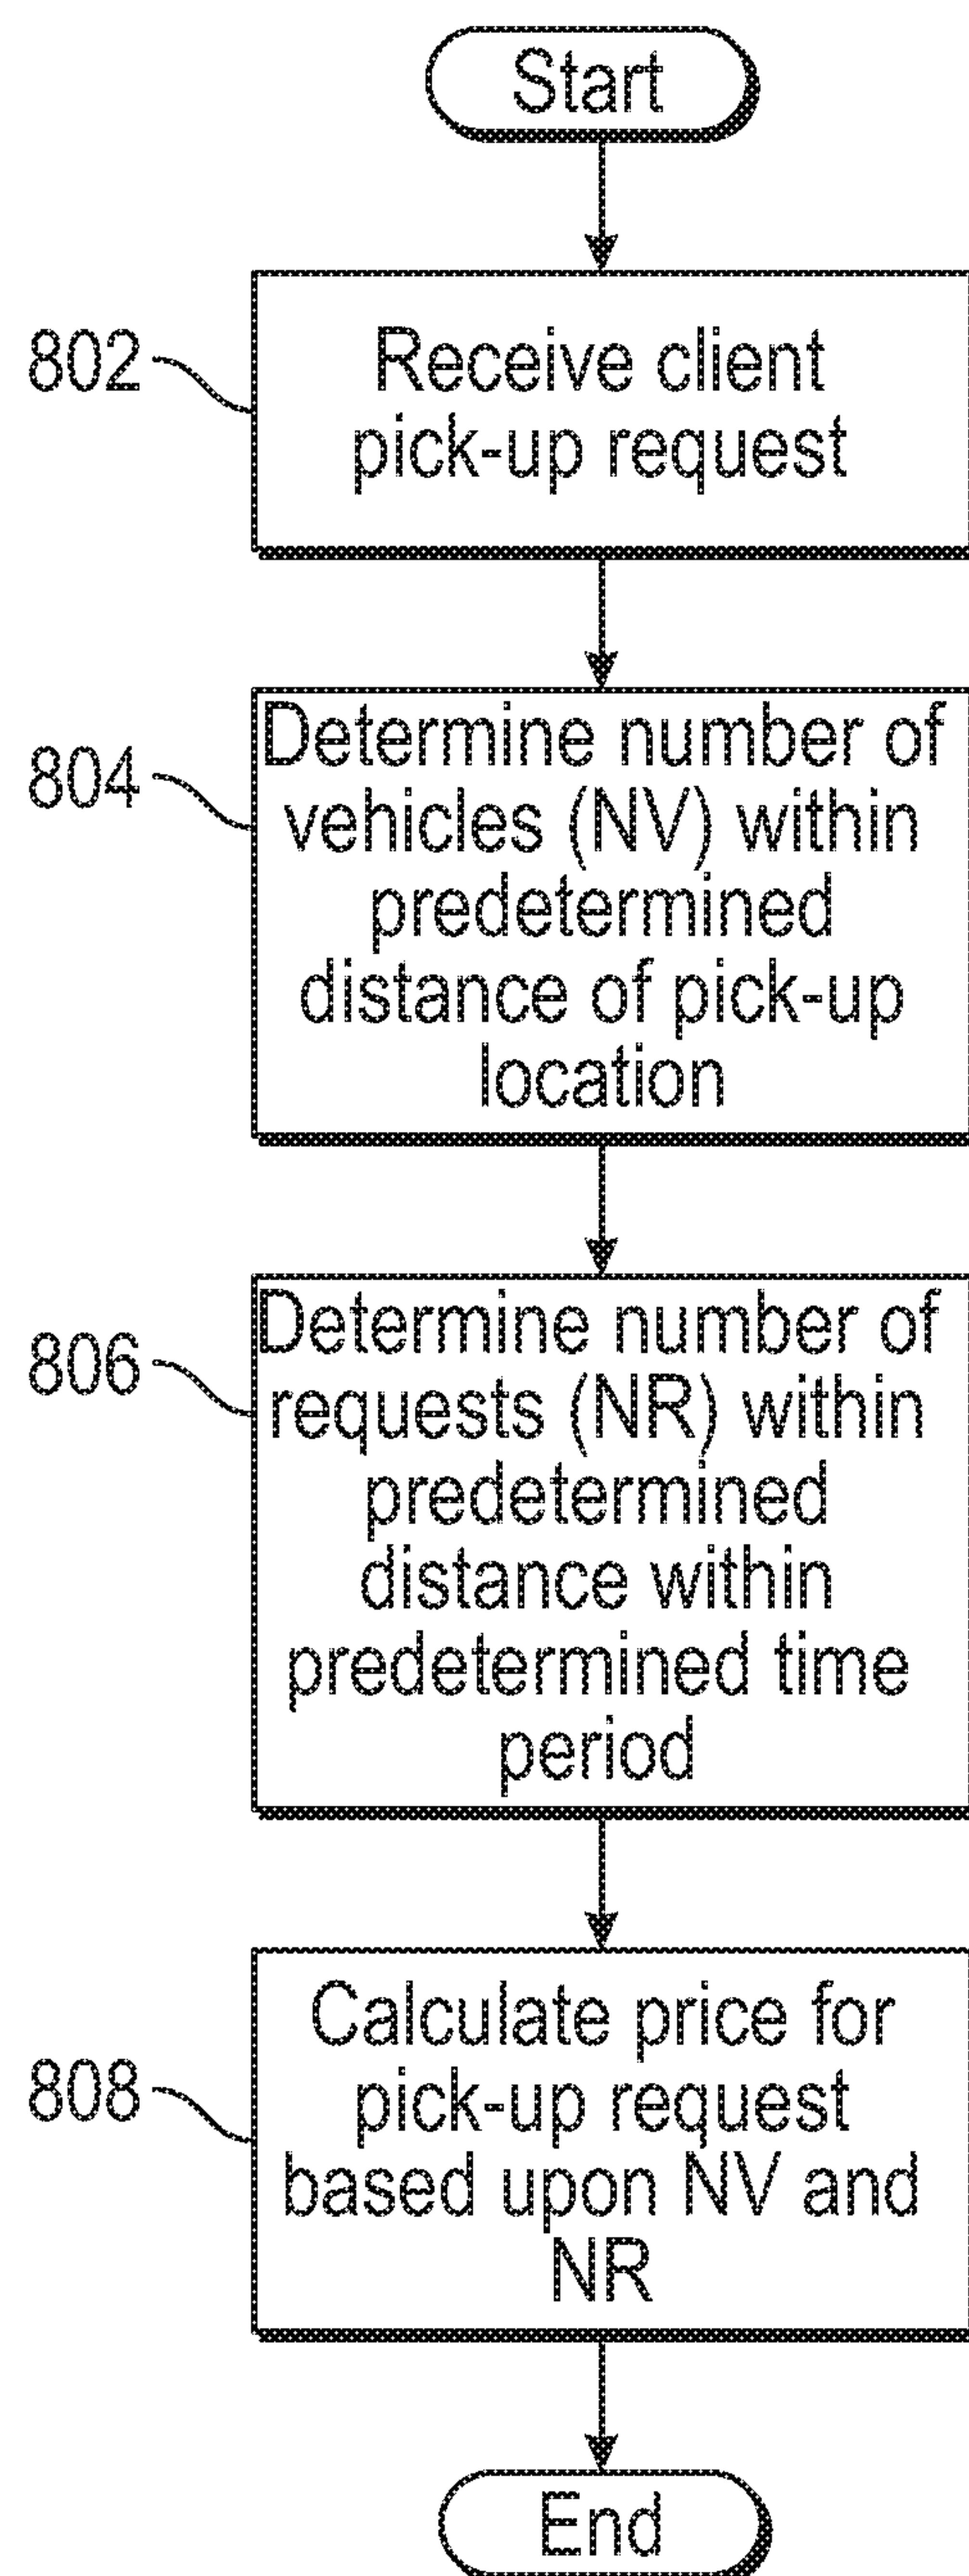 Start
802
Receive client
pick-up request
804
Determine number of
vehicles (NV) within
predetermined
distance of pick-up
location
806
Determine number of
requests (NR) within
predetermined
distance within
predetermined time
period
808
Calculate price for
pick-up request
based upon NV and
NR
End